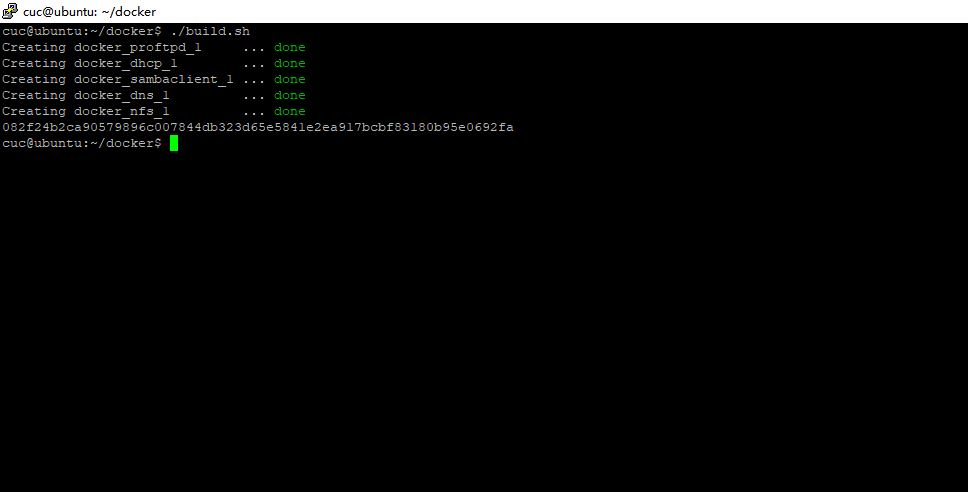 cuc@ubuntu: ~/docker
cuc@ubuntu:~/docker$ ./build.sh
Creating docker_proftpd_1     ... done
Creating docker_dhcp_1        ... done
Creating docker_sambaclient_1 ... done
Creating docker_dns_1         ... done
Creating docker_nfs_1         ... done
082f24b2ca90579896c007844db323d65e5841e2ea917bcbf83180b95e0692fa
cuc@ubuntu:~/docker$